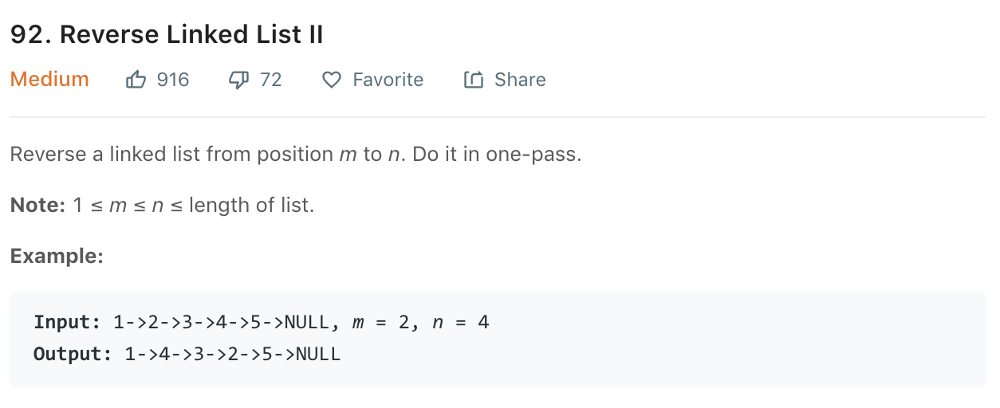 92. Reverse Linked List II
Medium 916 72 Favorite Share
Reverse a linked list from position m to n. Do it in one-pass.
Note: 1 ≤ m ≤ n ≤ length of list.
Example:
Input: 1->2->3->4->5->NULL, m = 2, n = 4
Output: 1->4->3->2->5->NULL